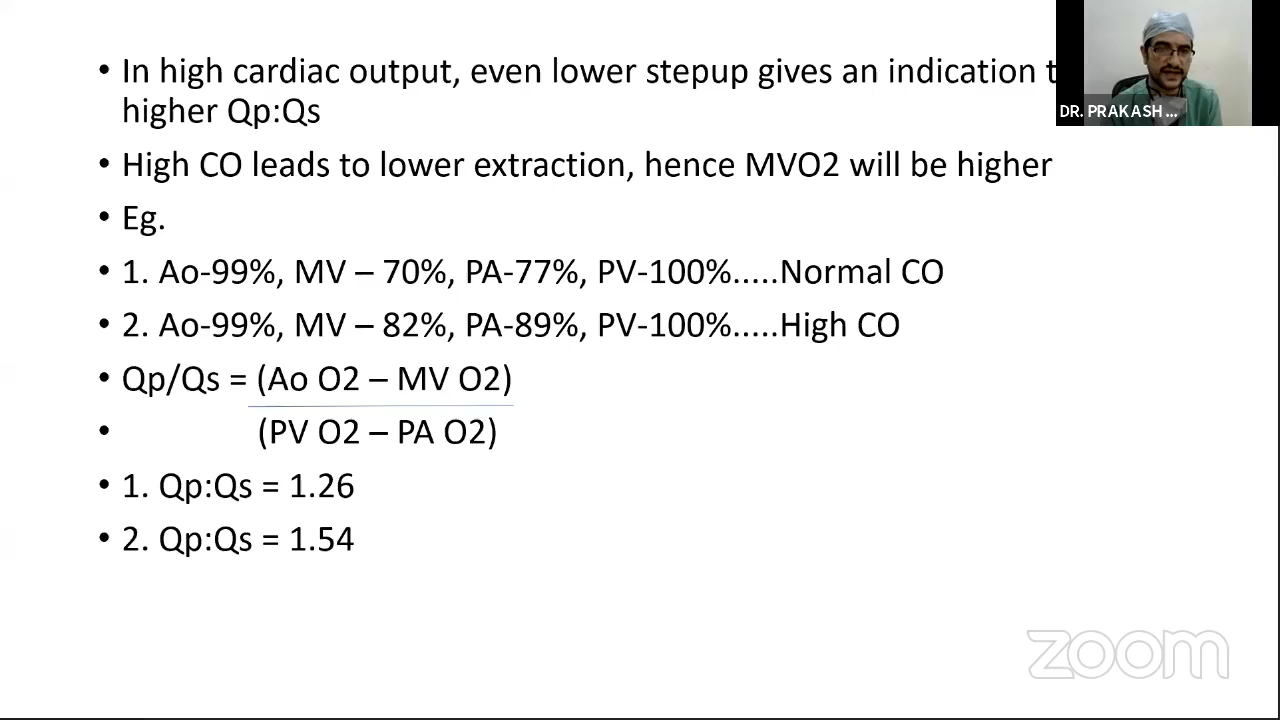 • In high cardiac output, even lower stepup gives an indication
higher Qp:Qs
• High CO leads to lower extraction, hence MVO2 will be higher
• Eg.
• 1. Ao-99%, MV – 70%, PA-77%, PV-100%.....Normal CO
• 2. Ao-99%, MV – 82%, PA-89%, PV-100%.....High CO
• Qp/Qs = (Ao O2 – MV O2)
• (PV O2 – PA O2)
• 1. Qp:Qs = 1.26
• 2. Qp:Qs = 1.54
DR. PRAKASH ...
zoom